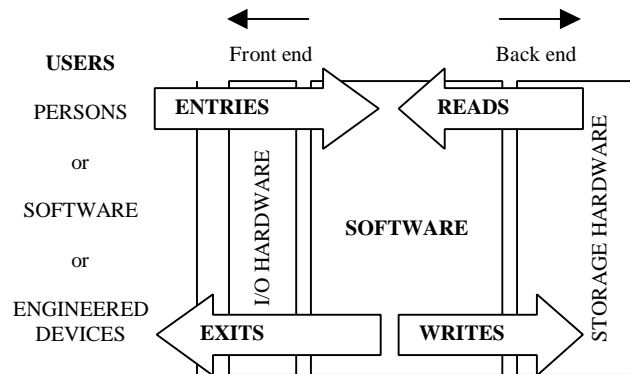 Front end
Back end
USERS
ENTRIES
READS
PERSONS
or
I/O HARDWARE
STORAGE HARDWARE
SOFTWARE
SOFTWARE
or
ENGINEERED
DEVICES
EXITS
WRITES